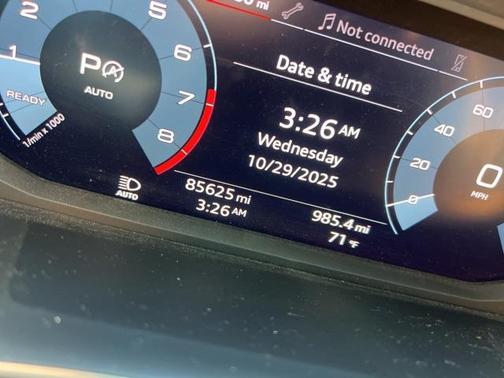 mi
Not connected
Date & time
3:26 AM
Wednesday
10/29/2025
1
2
READY
1/min x 1000
P
A
AUTO
5
6
7
8
AUTO
85625 mi
3:26 AM
985.4 mi
71 °F
0
20
40
60
0
MPH